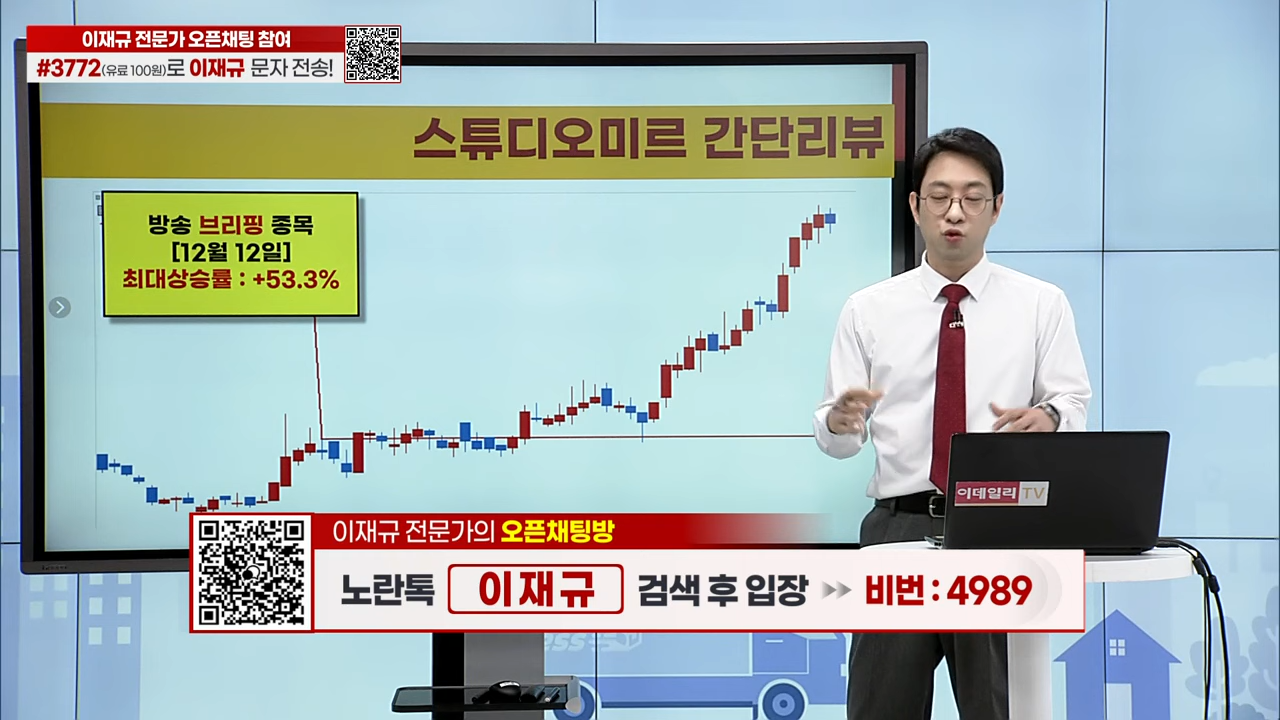 이재규 전문가 오픈채팅 참여
#3772(유료 100원)로 이재규 문자 전송!
스튜디오미르 간단리뷰
방송 브리핑 종목
[12월 12일]
최대상승률 : +53.3%
이데일리TV
이재규 전문가의 오픈채팅방
노란톡 이재규 검색 후 입장 비번 : 4989